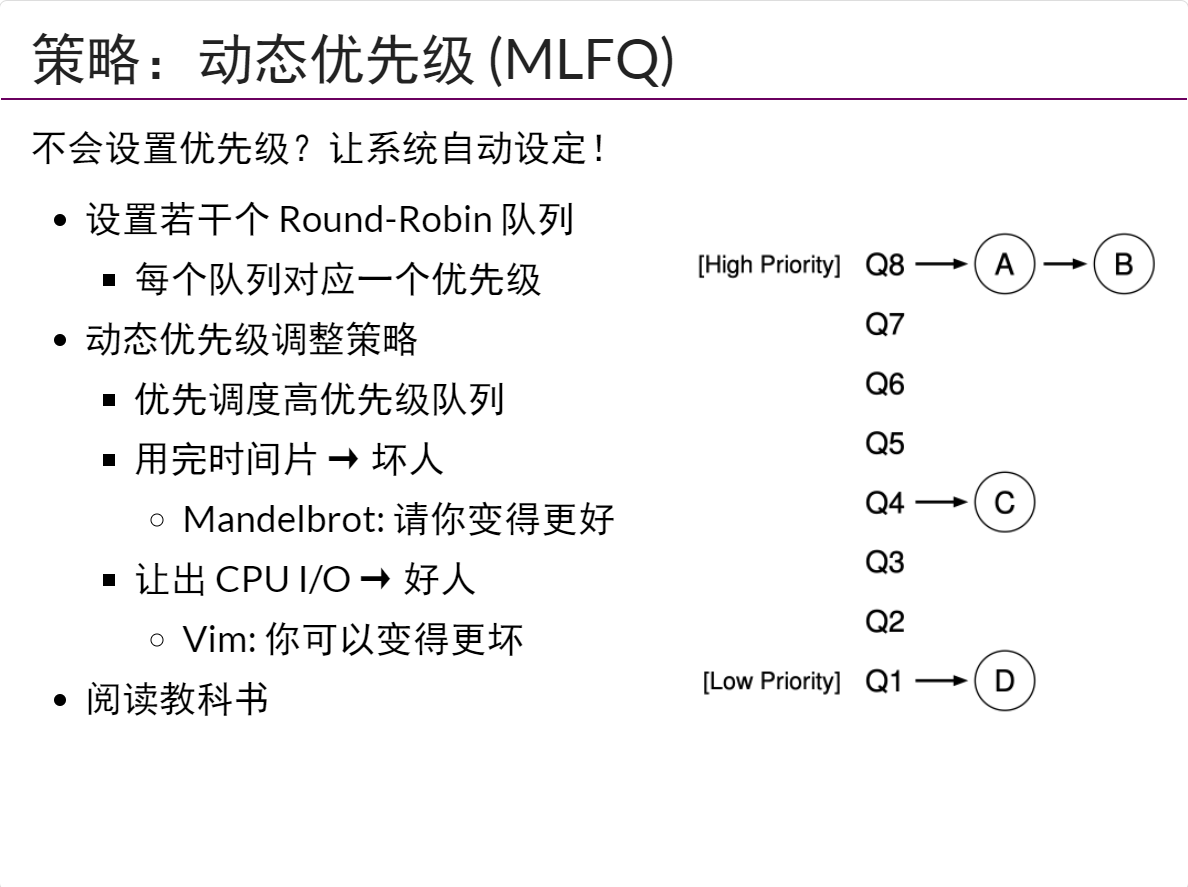 策略：动态优先级 (MLFQ)
不会设置优先级？让系统自动设定！
设置若干个 Round-Robin 队列
每个队列对应一个优先级
动态优先级调整策略
优先调度高优先级队列
用完时间片 → 坏人
Mandelbrot: 请你变得更好
让出 CPU I/O → 好人
Vim: 你可以变得更坏
阅读教科书
[High Priority] Q8 → A → B
Q7
Q6
Q5
Q4 → C
Q3
Q2
[Low Priority] Q1 → D